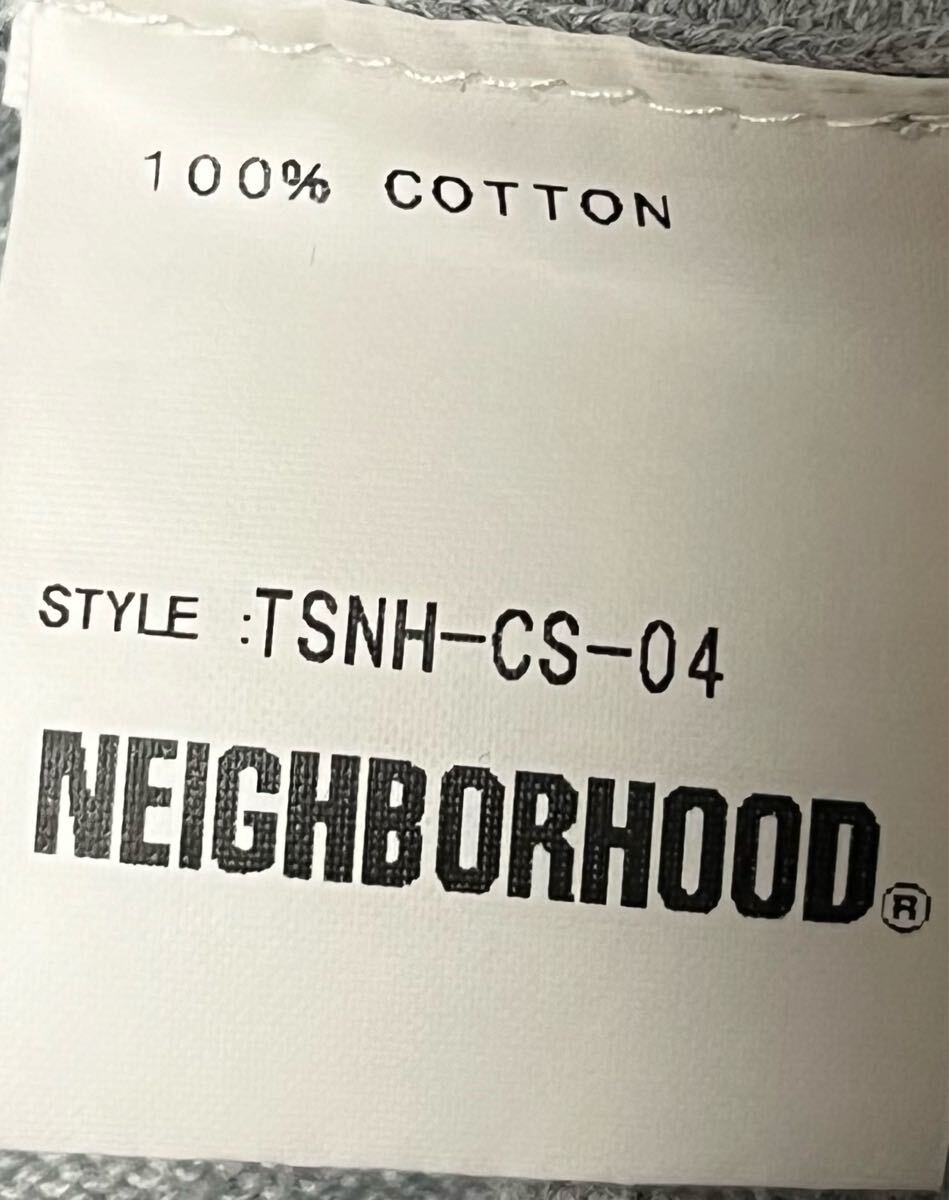 100% COTTON
STYLE :TSNH-CS-04
NEIGHBORHOOD®